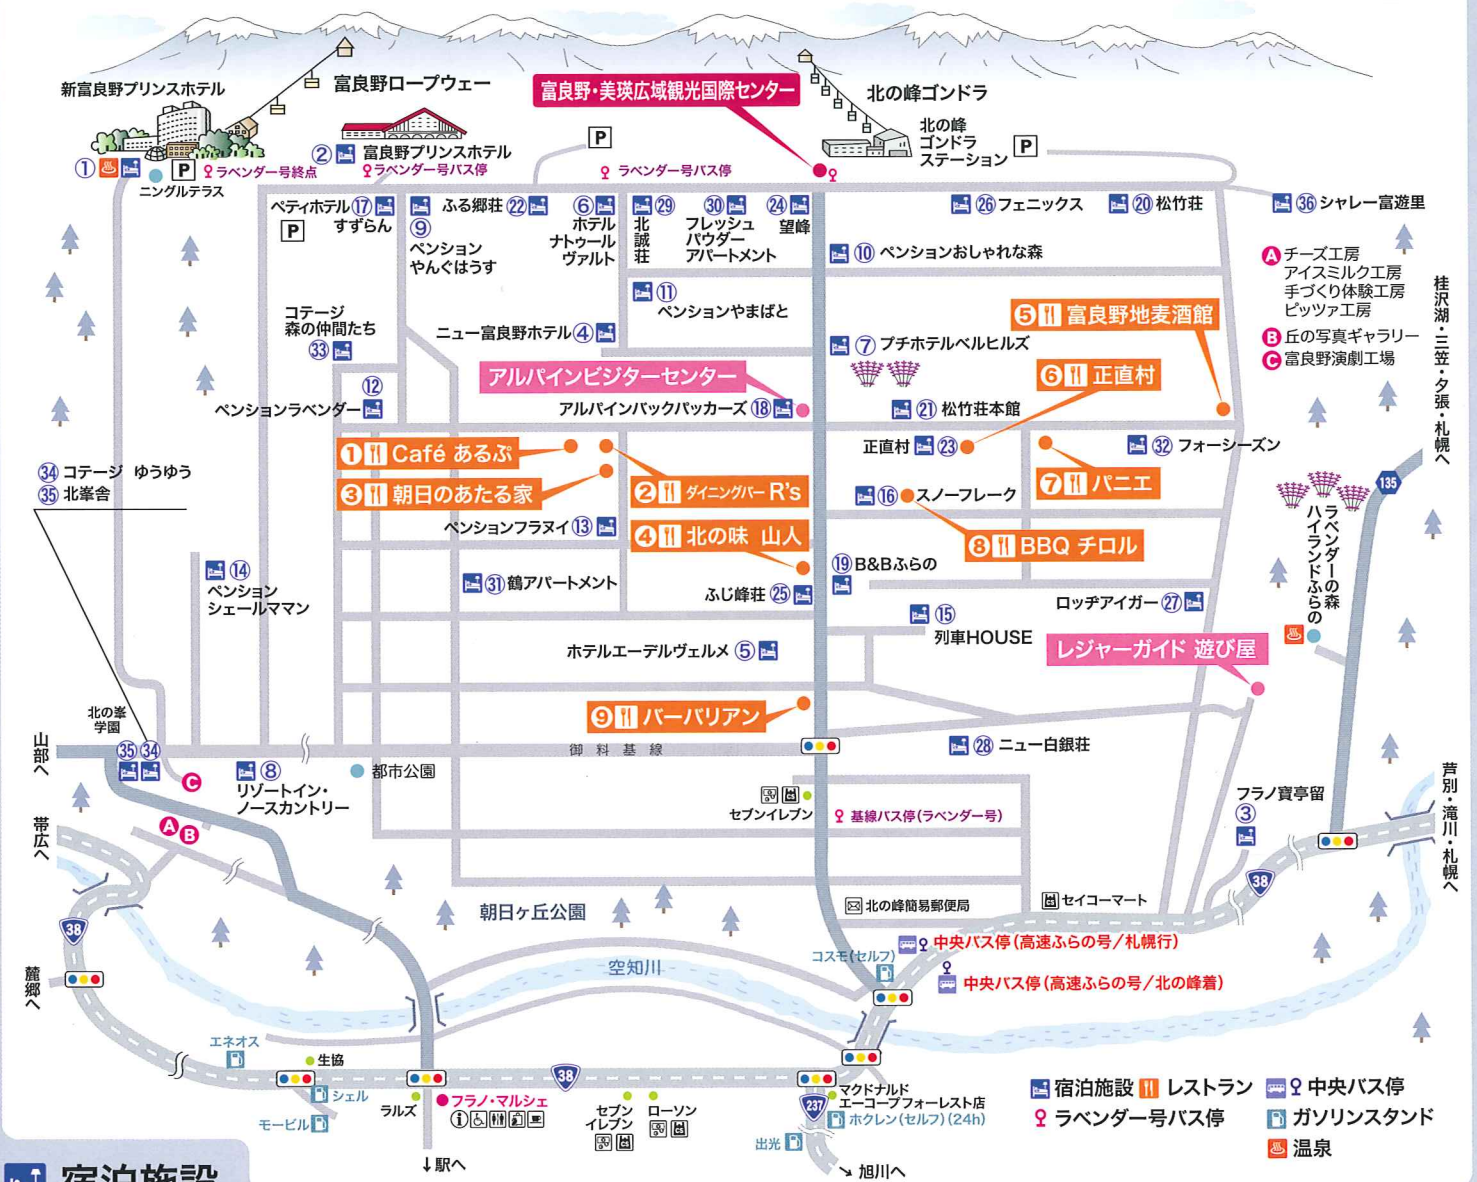 新富良野プリンスホテル
富良野ロープウェー
富良野・美瑛広域観光国際センター
北の峰ゴンドラ
北の峰
ゴンドラ
ステーション
P
P
① P ラベンダー号終点
ニングルテラス
② 富良野プリンスホテル
ラベンダー号バス停
ラベンダー号バス停
プティホテル⑰
すずらん
P
⑨
ペンション
やんぐはうす
ふる郷荘㉒
⑥
ホテル
ナトゥール
ヴァルト
㉙
北誠荘
㉚
フレッシュ
パウダー
アパートメント
㉔
望峰
㉖フェニックス
⑳松竹荘
㊱シャレー富遊里
⑩ペンションおしゃれな森
Aチーズ工房
アイスミルク工房
手づくり体験工房
ピッツァ工房
B丘の写真ギャラリー
C富良野演劇工場
桂沢湖・三笠・夕張・札幌へ
⑪
ペンションやまばと
コテージ
森の仲間たち
㉝
ニュー富良野ホテル④
⑤富良野地麦酒館
⑦プチホテルベルヒルズ
アルパインビジターセンター
⑥正直村
⑫
ペンションラベンダー
アルパインバックパッカーズ⑱
㉑松竹荘本館
①Café あるぷ
正直村㉓
㉜フォーシーズン
㉞コテージ ゆうゆう
㉟北峯舎
③朝日のあたる家
②ダイニングバー R's
⑦パニエ
⑯スノーフレーク
135
ラベンダーの森
ハイランドふらの
ペンションフラヌイ⑬
④北の味 山人
⑧BBQ チロル
⑭
ペンション
シェールママン
㉛鶴アパートメント
ふじ峰荘㉕
⑲B&Bふらの
ロッヂアイガー㉗
⑮
列車HOUSE
ホテルエーデルヴェルメ⑤
レジャーガイド 遊び屋
⑨バーバリアン
北の峯
学園
㉟㉞
山部へ
御料基線
㉘ニュー白銀荘
C
⑧
リゾートイン・
ノースカントリー
都市公園
セブンイレブン
基線バス停(ラベンダー号)
フラノ寶亭留
③
芦別・滝川・札幌へ
帯広へ
A
B
38
38
朝日ヶ丘公園
北の峰簡易郵便局
セイコーマート
麓郷へ
空知川
コスモ(セルフ)
中央バス停(高速ふらの号/札幌行)
中央バス停(高速ふらの号/北の峰着)
エネオス
生協
シェル
モービル
ラルズ
フラノ・マルシェ
38
セブン
イレブン
ローソン
237
マクドナルド
エーコープフォーレスト店
ホクレン(セルフ)(24h)
出光
↓駅へ
↘旭川へ
宿泊施設 レストラン 中央バス停
ラベンダー号バス停 ガソリンスタンド
温泉
宿泊施設